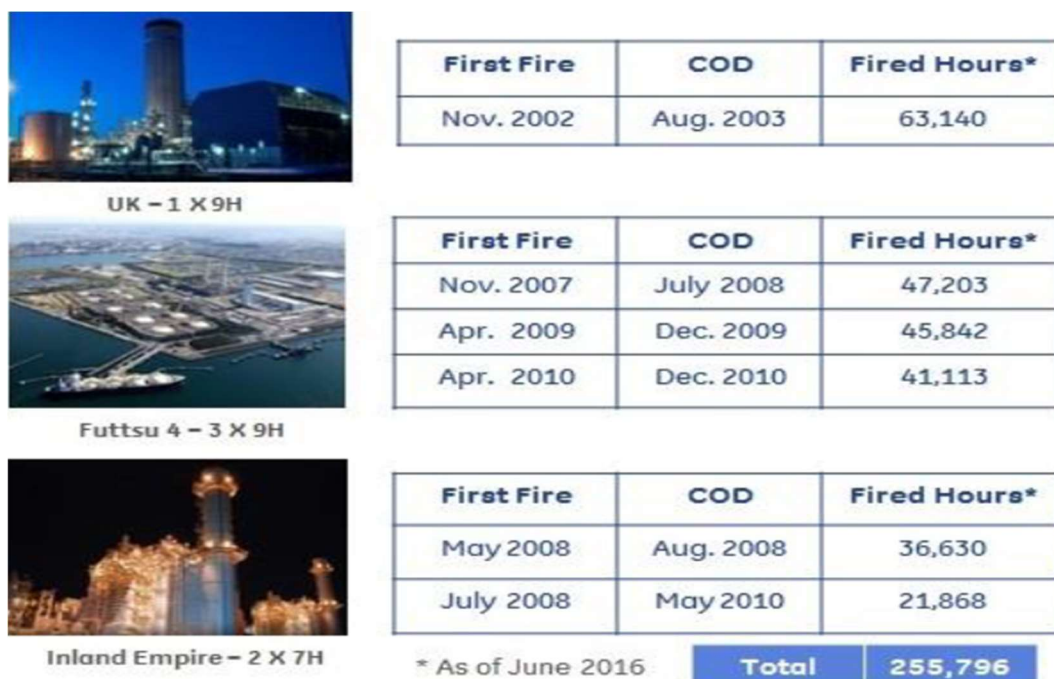 First Fire COD Fired Hours*
Nov. 2002 Aug. 2003 63,140
UK – 1 X 9H
First Fire COD Fired Hours*
Nov. 2007 July 2008 47,203
Apr. 2009 Dec. 2009 45,842
Apr. 2010 Dec. 2010 41,113
Futtsu 4 – 3 X 9H
First Fire COD Fired Hours*
May 2008 Aug. 2008 36,630
July 2008 May 2010 21,868
Inland Empire – 2 X 7H
* As of June 2016 Total 255,796